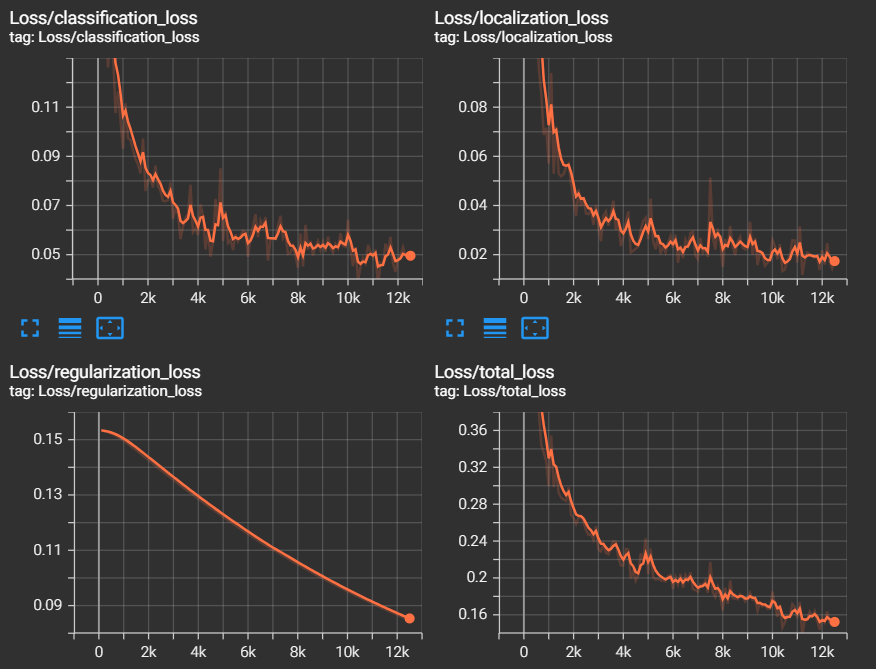 Loss/classification_loss
tag: Loss/classification_loss
0.11
0.09
0.07
0.05
0 2k 4k 6k 8k 10k 12k
Loss/localization_loss
tag: Loss/localization_loss
0.08
0.06
0.04
0.02
0 2k 4k 6k 8k 10k 12k
Loss/regularization_loss
tag: Loss/regularization_loss
0.15
0.13
0.11
0.09
0 2k 4k 6k 8k 10k 12k
Loss/total_loss
tag: Loss/total_loss
0.36
0.32
0.28
0.24
0.2
0.16
0 2k 4k 6k 8k 10k 12k